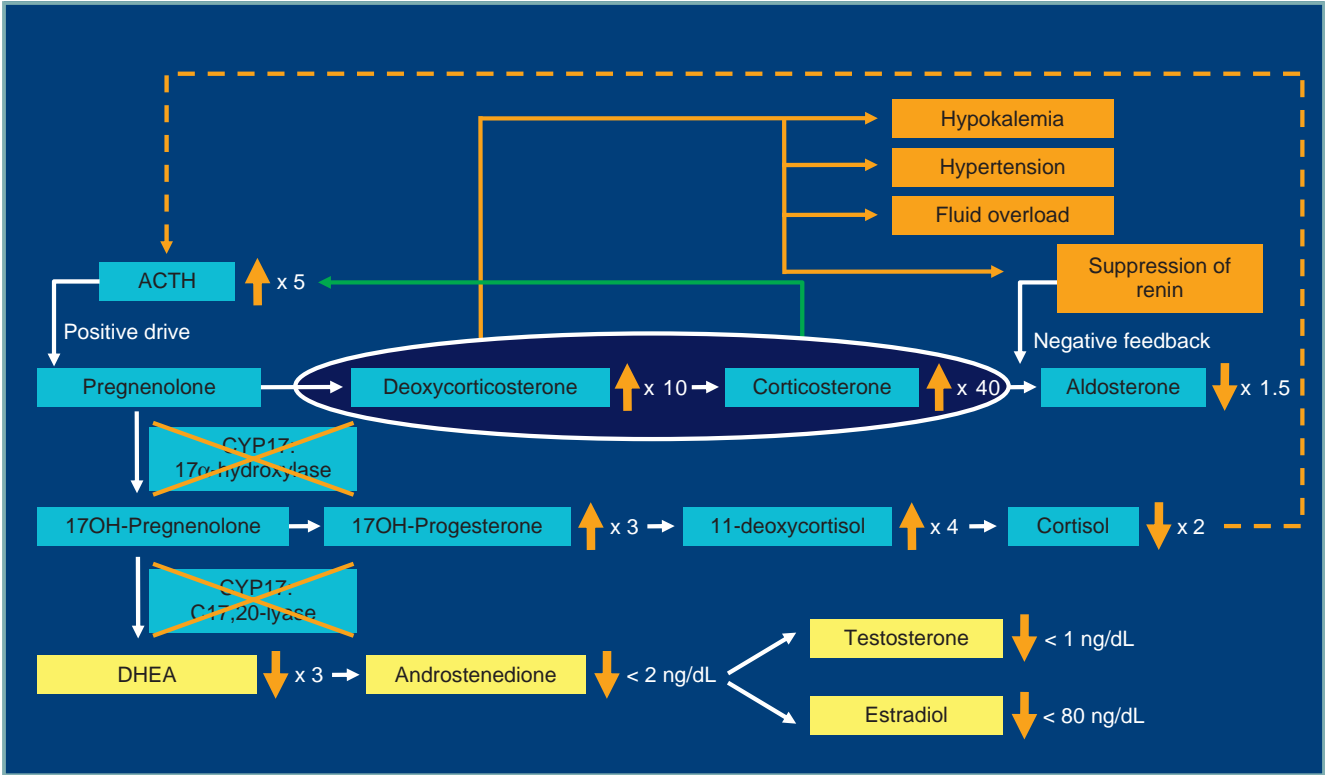 Hypokalemia
Hypertension
Fluid overload
Suppression of
renin
ACTH
x 5
Positive drive
Negative feedback
Pregnenolone
Deoxycorticosterone
x 10
Corticosterone
x 40
Aldosterone
x 1.5
CYP17:
17α-hydroxylase
17OH-Pregnenolone
17OH-Progesterone
x 3
11-deoxycortisol
x 4
Cortisol
x 2
CYP17:
C17,20-lyase
DHEA
x 3
Androstenedione
< 2 ng/dL
Testosterone
< 1 ng/dL
Estradiol
< 80 ng/dL